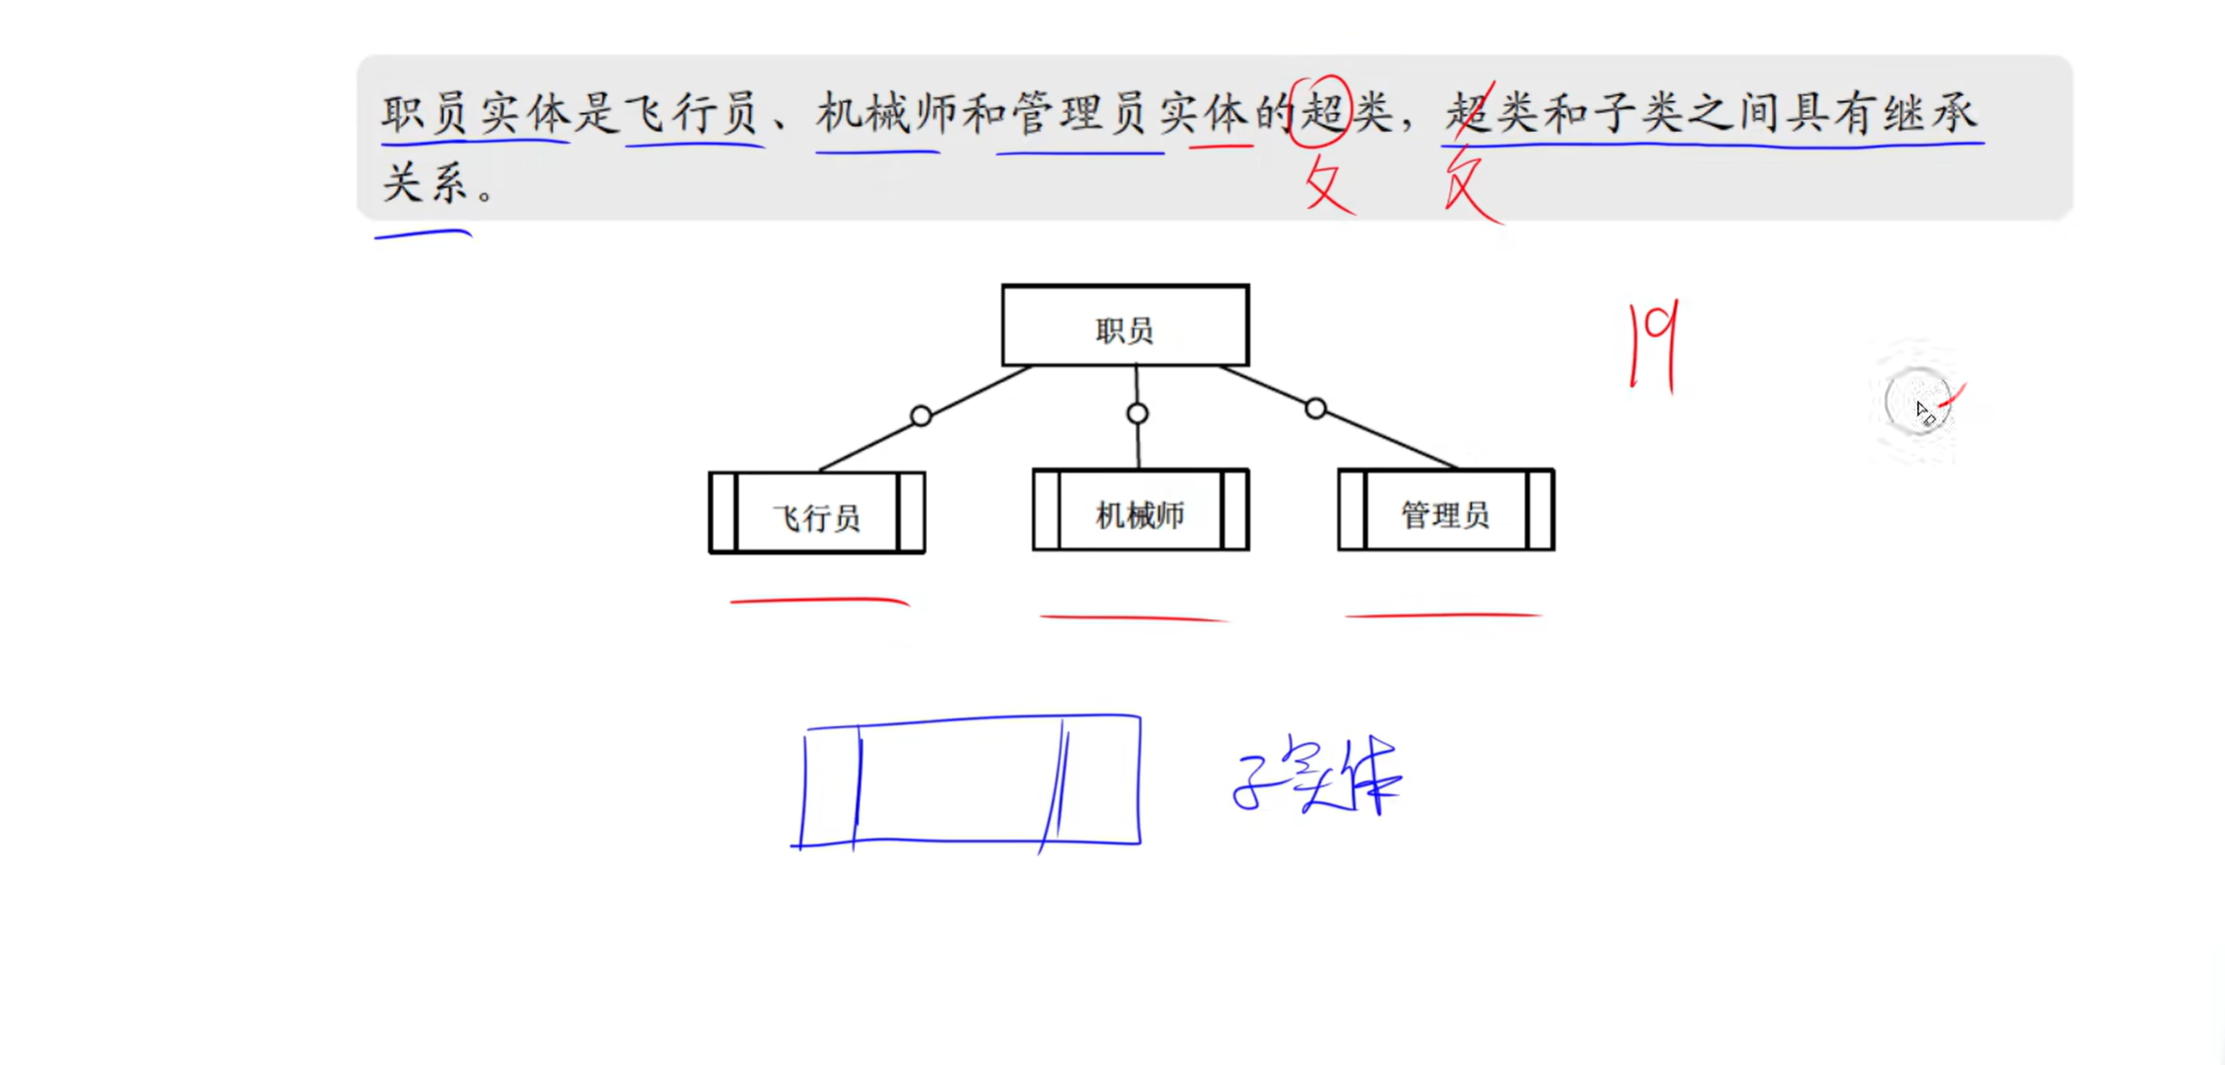 职员实体是飞行员、机械师和管理员实体的超类，超类和子类之间具有继承
关系。
父 父
职员
19
飞行员 机械师 管理员
子实体